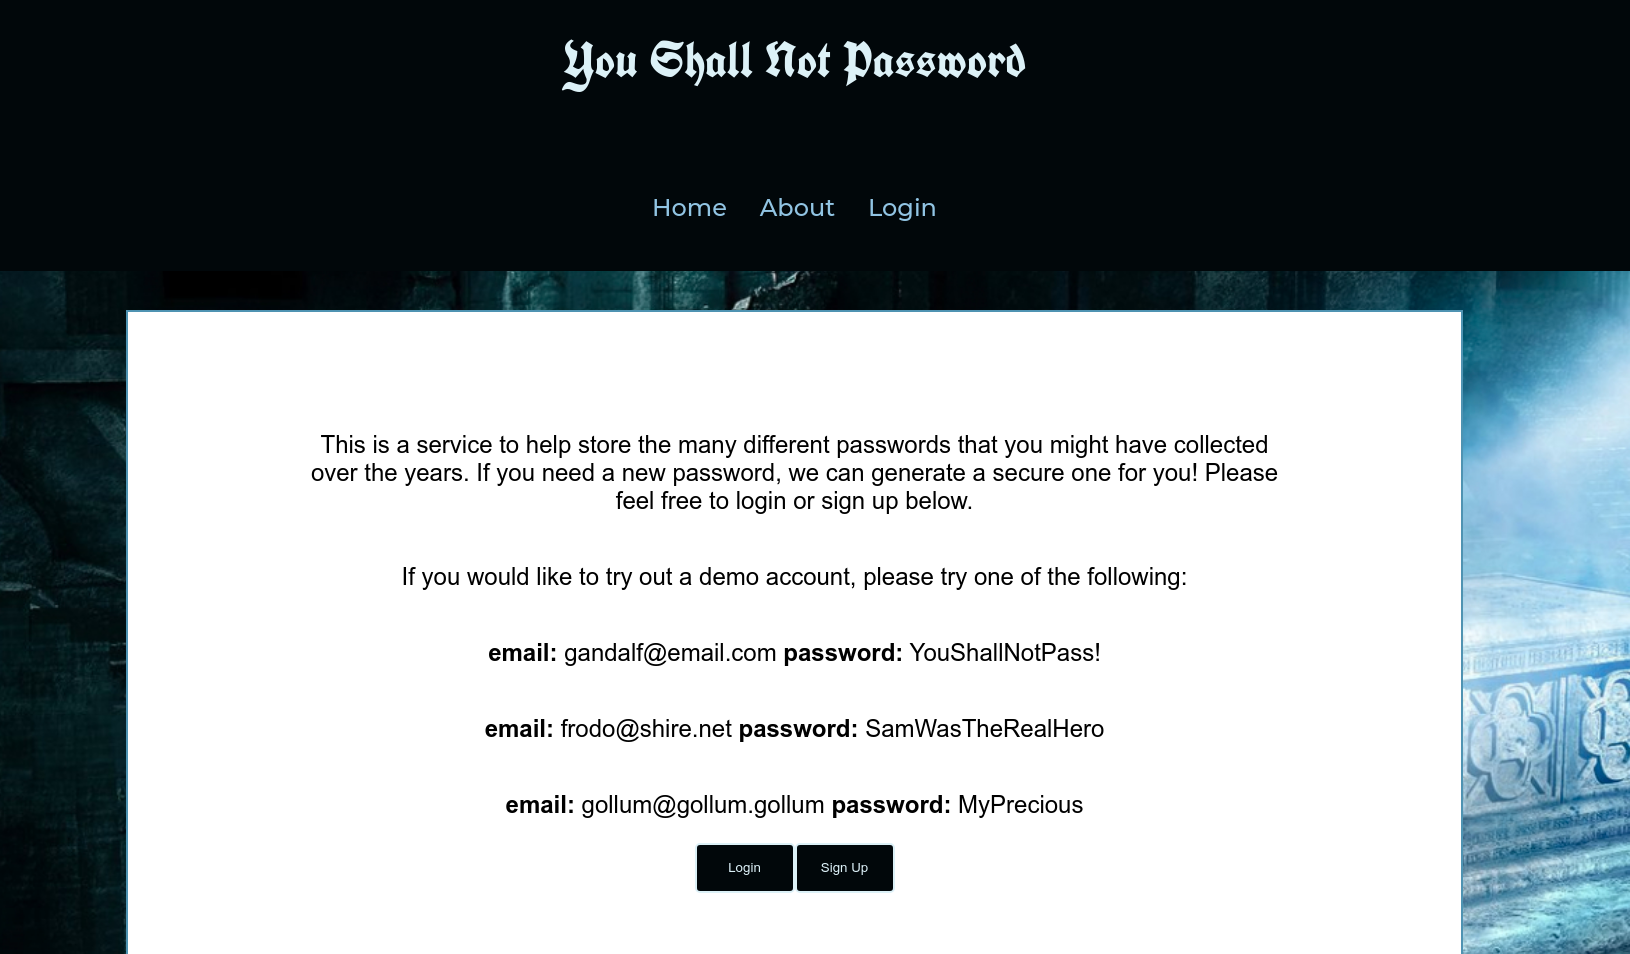 You Shall Not Password
Home About Login
This is a service to help store the many different passwords that you might have collected
over the years. If you need a new password, we can generate a secure one for you! Please
feel free to login or sign up below.
If you would like to try out a demo account, please try one of the following:
email: gandalf@email.com password: YouShallNotPass!
email: frodo@shire.net password: SamWasTheRealHero
email: gollum@gollum.gollum password: MyPrecious
Login Sign Up